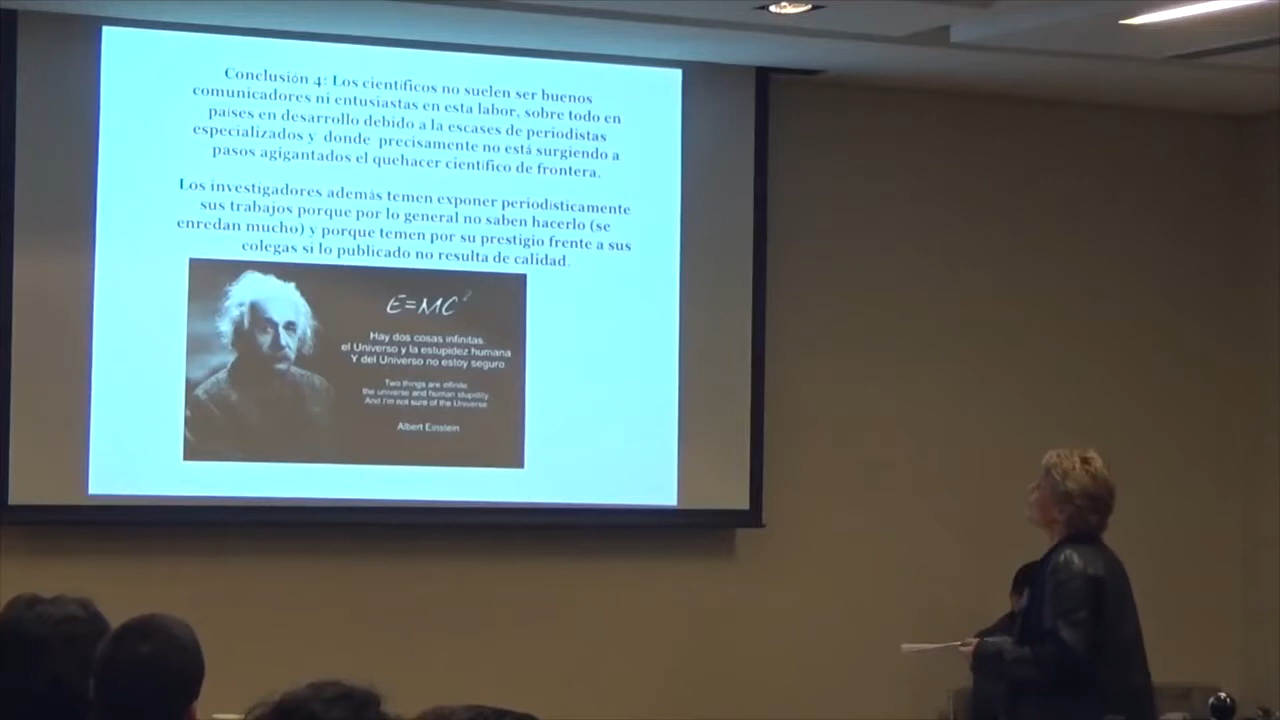 Conclusión 4: Los científicos no suelen ser buenos
comunicadores ni entusiastas en esta labor, sobre todo en
países en desarrollo debido a la escases de periodistas
especializados y donde precisamente no está surgiendo a
pasos agigantados el quehacer científico de frontera.
Los investigadores además temen exponer periodísticamente
sus trabajos porque por lo general no saben hacerlo (se
enredan mucho) y porque temen por su prestigio frente a sus
colegas si lo publicado no resulta de calidad.
E=MC²
Hay dos cosas infinitas.
el Universo y la estupidez humana
Y del Universo no estoy seguro
Two things are infinite
the universe and human stupidity
And I'm not sure of the Universe
Albert Einstein